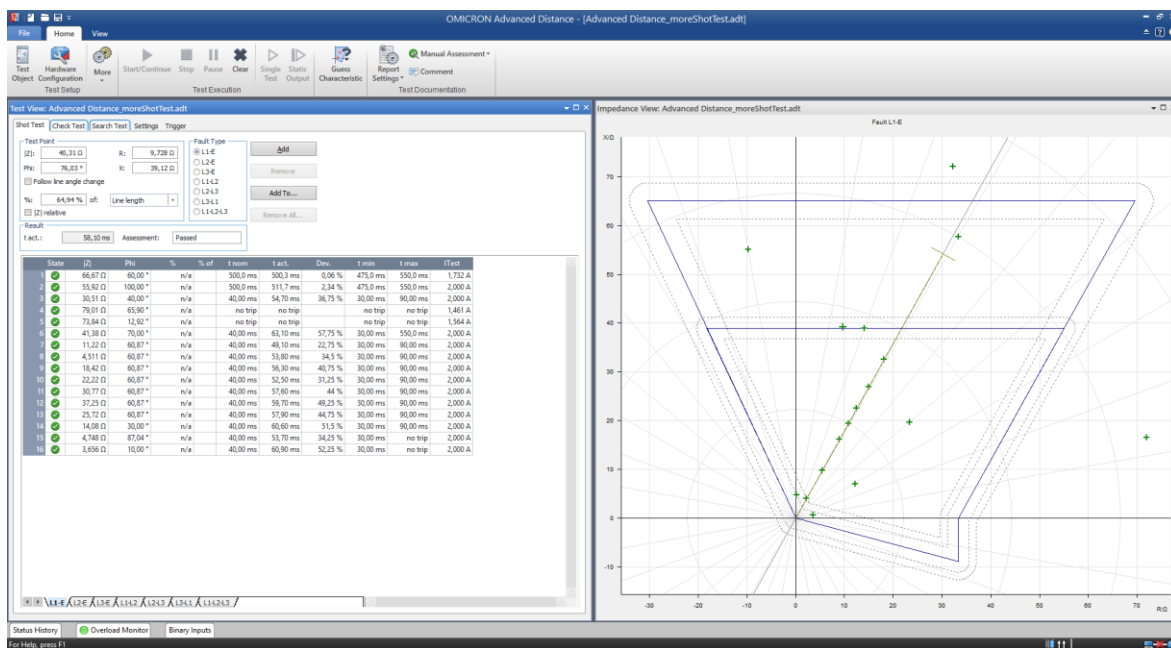 OMICRON Advanced Distance - [Advanced Distance_moreShotTest.adt]
File Home View
Test Object Hardware Configuration More Start/Continue Stop Pause Clear Single Test Static Output Guess Characteristic Report Settings Manual Assessment Comment
Test Setup Test Execution Test Documentation
Test View: Advanced Distance_moreShotTest.adt
Shot Test Check Test Search Test Settings Trigger
Test Point
|Z|: 40,31 Ω R: 9,728 Ω
Phi: 76,03 ° X: 39,12 Ω
Follow line angle change
%: 64,94 % of: Line length
|Z| relative
Fault Type
L1-E
L2-E
L3-E
L1-L2
L2-L3
L3-L1
L1-L2-L3
Add
Remove
Add To...
Remove All...
Result
t act.: 58,10 ms Assessment: Passed
State |Z| Phi % % of t nom t act. Dev. t min t max ITest
1 66,67 Ω 60,00 ° n/a 500,0 ms 500,3 ms 0,06 % 475,0 ms 550,0 ms 1,732 A
2 55,92 Ω 100,00 ° n/a 500,0 ms 511,7 ms 2,34 % 475,0 ms 550,0 ms 2,000 A
3 30,51 Ω 40,00 ° n/a 40,00 ms 54,70 ms 36,75 % 30,00 ms 90,00 ms 2,000 A
4 79,01 Ω 65,90 ° n/a no trip no trip no trip no trip 1,461 A
5 73,84 Ω 12,92 ° n/a no trip no trip no trip no trip 1,564 A
6 41,38 Ω 70,00 ° n/a 40,00 ms 63,10 ms 57,75 % 30,00 ms 550,0 ms 2,000 A
7 11,22 Ω 60,87 ° n/a 40,00 ms 49,10 ms 22,75 % 30,00 ms 90,00 ms 2,000 A
8 4,511 Ω 60,87 ° n/a 40,00 ms 53,80 ms 34,5 % 30,00 ms 90,00 ms 2,000 A
9 18,42 Ω 60,87 ° n/a 40,00 ms 56,30 ms 40,75 % 30,00 ms 90,00 ms 2,000 A
10 22,22 Ω 60,87 ° n/a 40,00 ms 52,50 ms 31,25 % 30,00 ms 90,00 ms 2,000 A
11 30,77 Ω 60,87 ° n/a 40,00 ms 57,60 ms 44 % 30,00 ms 90,00 ms 2,000 A
12 37,25 Ω 60,87 ° n/a 40,00 ms 59,70 ms 49,25 % 30,00 ms 90,00 ms 2,000 A
13 25,72 Ω 60,87 ° n/a 40,00 ms 57,90 ms 44,75 % 30,00 ms 90,00 ms 2,000 A
14 14,08 Ω 30,00 ° n/a 40,00 ms 60,60 ms 51,5 % 30,00 ms 90,00 ms 2,000 A
15 4,748 Ω 87,04 ° n/a 40,00 ms 53,70 ms 34,25 % 30,00 ms no trip 2,000 A
16 3,656 Ω 10,00 ° n/a 40,00 ms 60,90 ms 52,25 % 30,00 ms no trip 2,000 A
L1-E L2-E L3-E L1-L2 L2-L3 L3-L1 L1-L2-L3
Impedance View: Advanced Distance_moreShotTest.adt
Fault L1-E
X/Ω
70
60
50
40
30
20
10
0
-10
-30 -20 -10 0 10 20 30 40 50 60 70 R/Ω
Status History Overload Monitor Binary Inputs
For Help, press F1